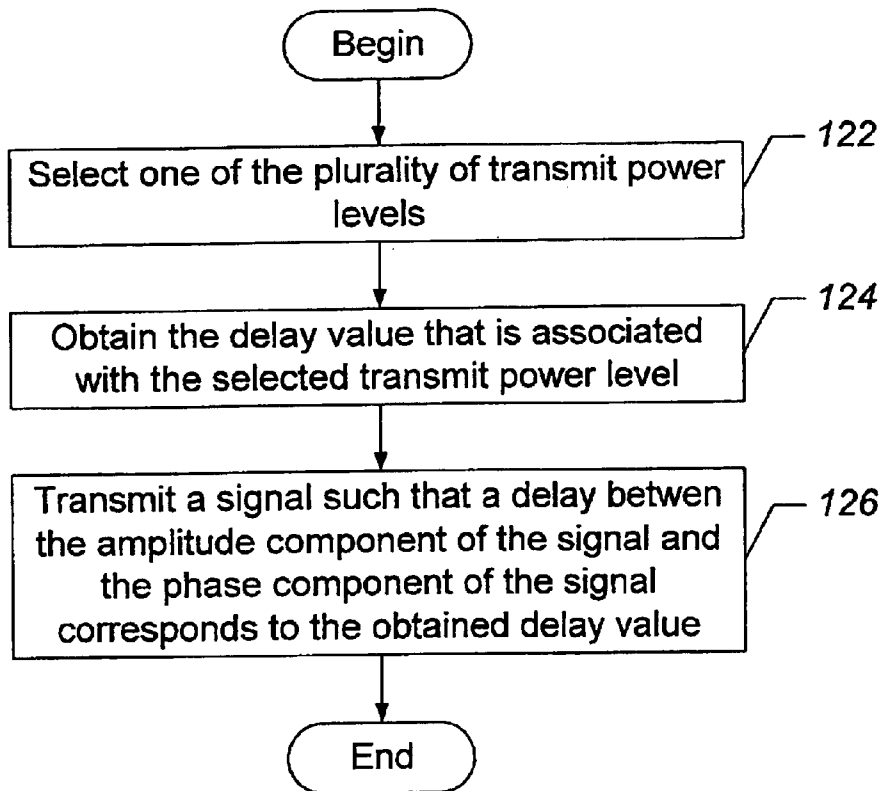 Begin
122
Select one of the plurality of transmit power
levels
124
Obtain the delay value that is associated
with the selected transmit power level
126
Transmit a signal such that a delay betwen
the amplitude component of the signal and
the phase component of the signal
corresponds to the obtained delay value
End